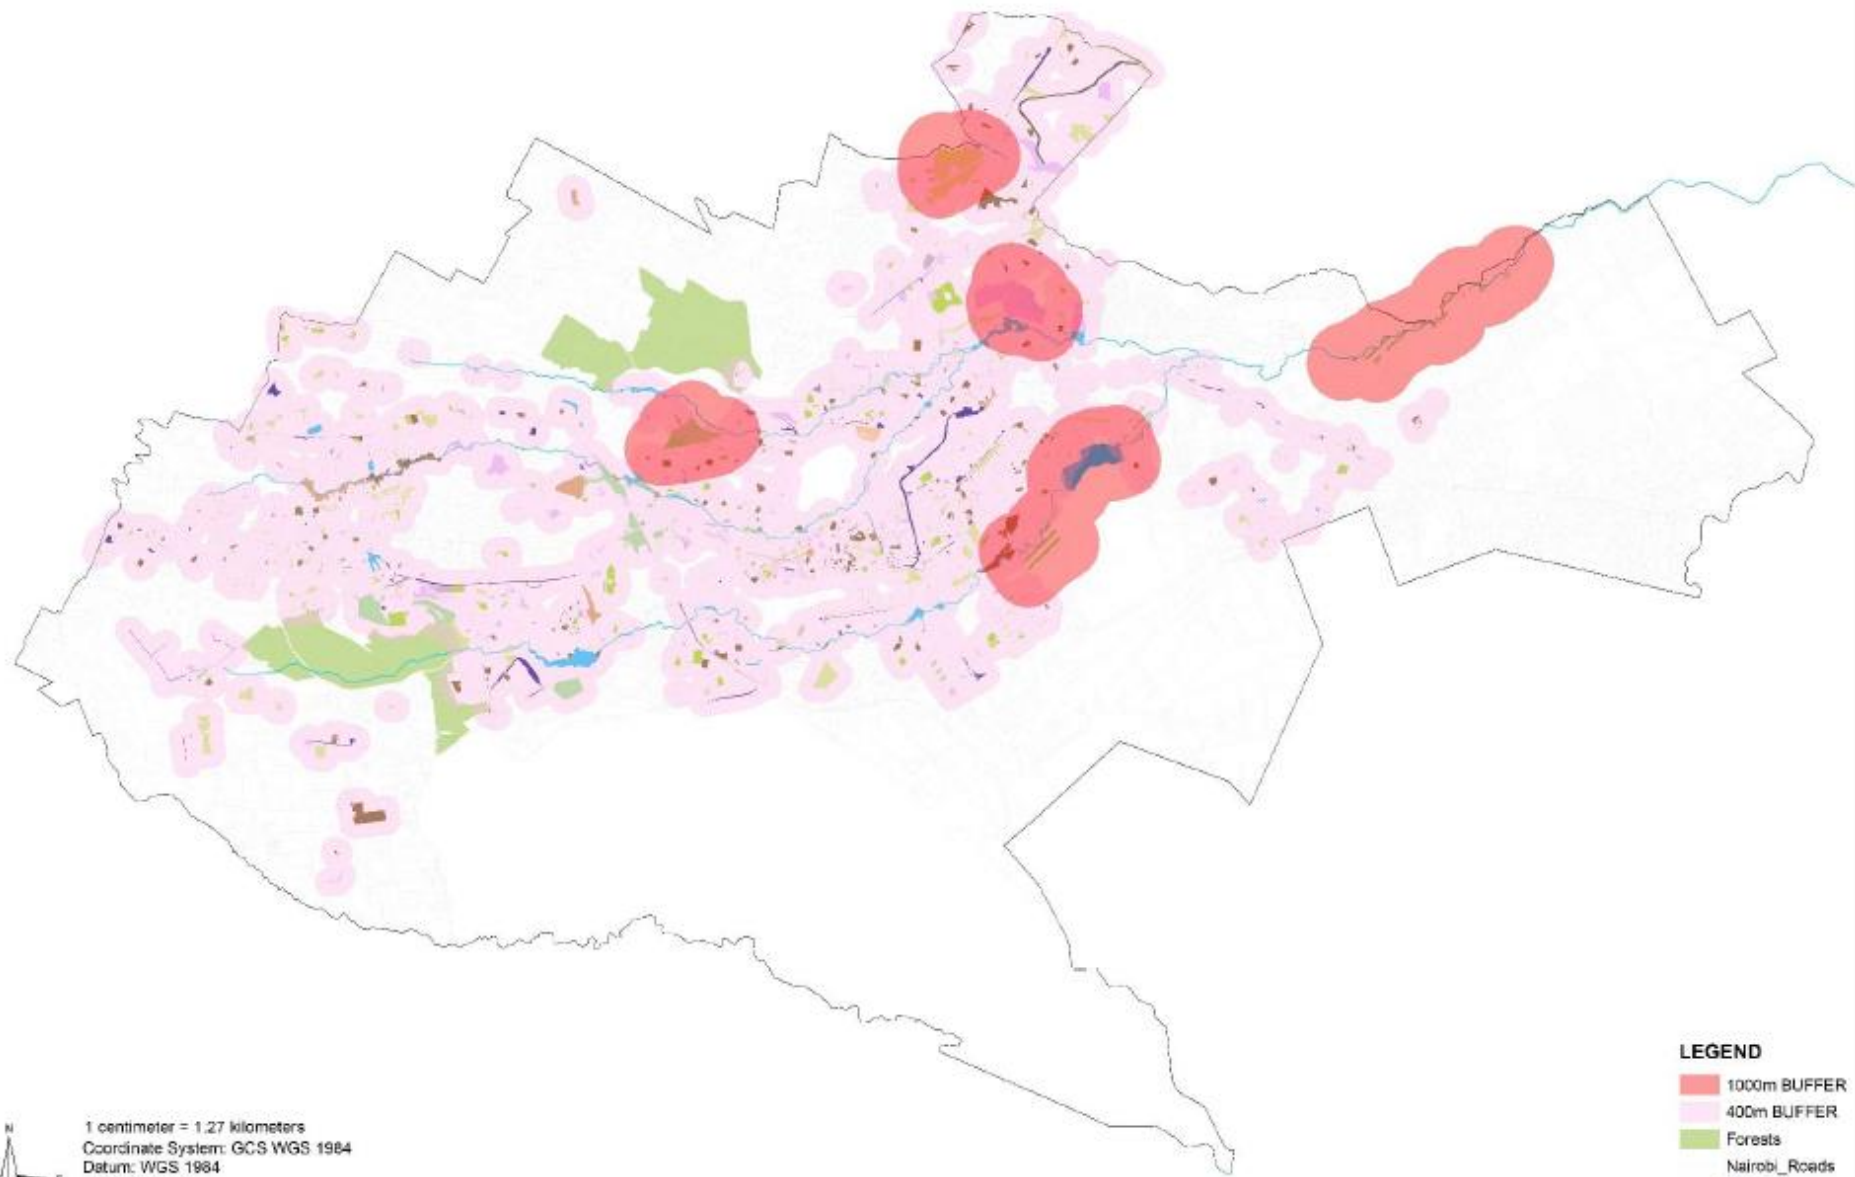 LEGEND
1000m BUFFER
400m BUFFER
Forests
Nairobi_Roads
N
1 centimeter = 1.27 kilometers
Coordinate System: GCS WGS 1984
Datum: WGS 1984